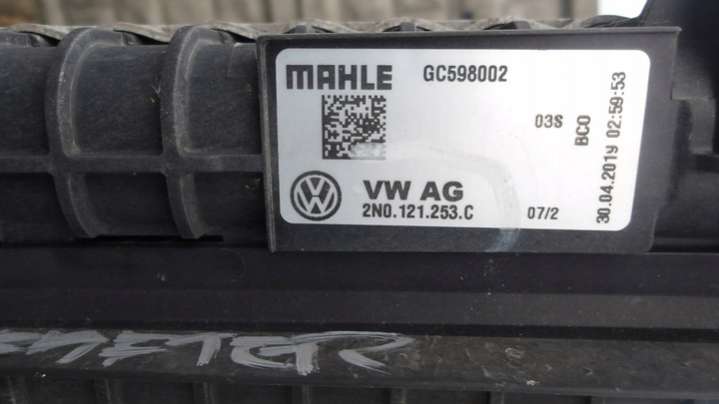 MAHLE GC598002
03S
BC0
30.04.2019 02:59:53
VW AG
2N0.121.253.C 07/2